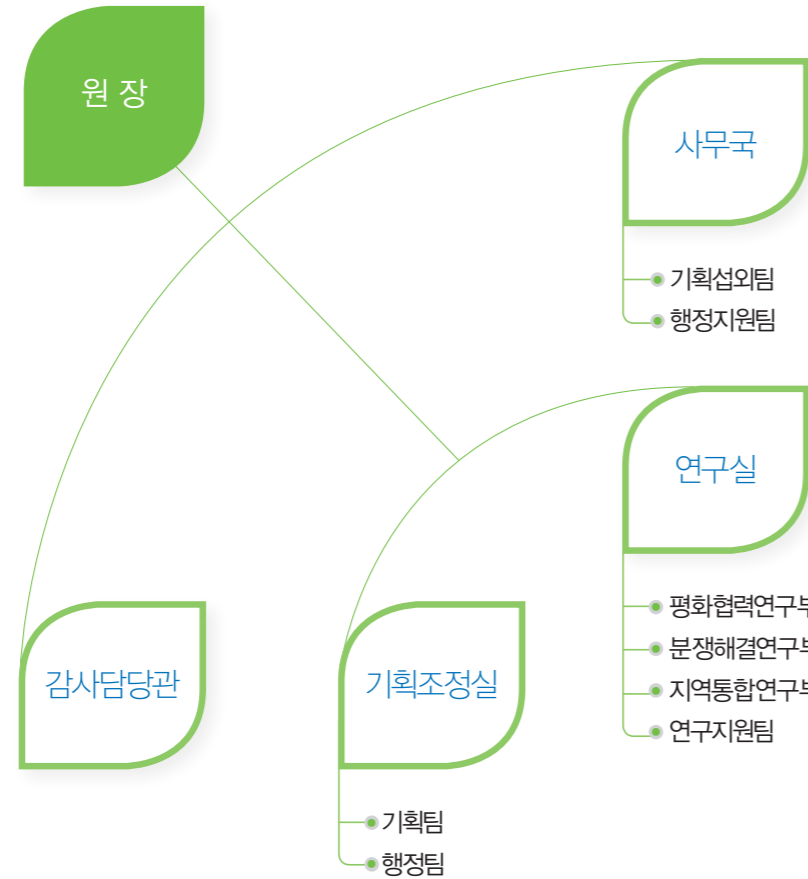 원 장
사무국
기획섭외팀
행정지원팀
연구실
평화협력연구부
분쟁해결연구부
지역통합연구부
연구지원팀
감사담당관
기획조정실
기획팀
행정팀